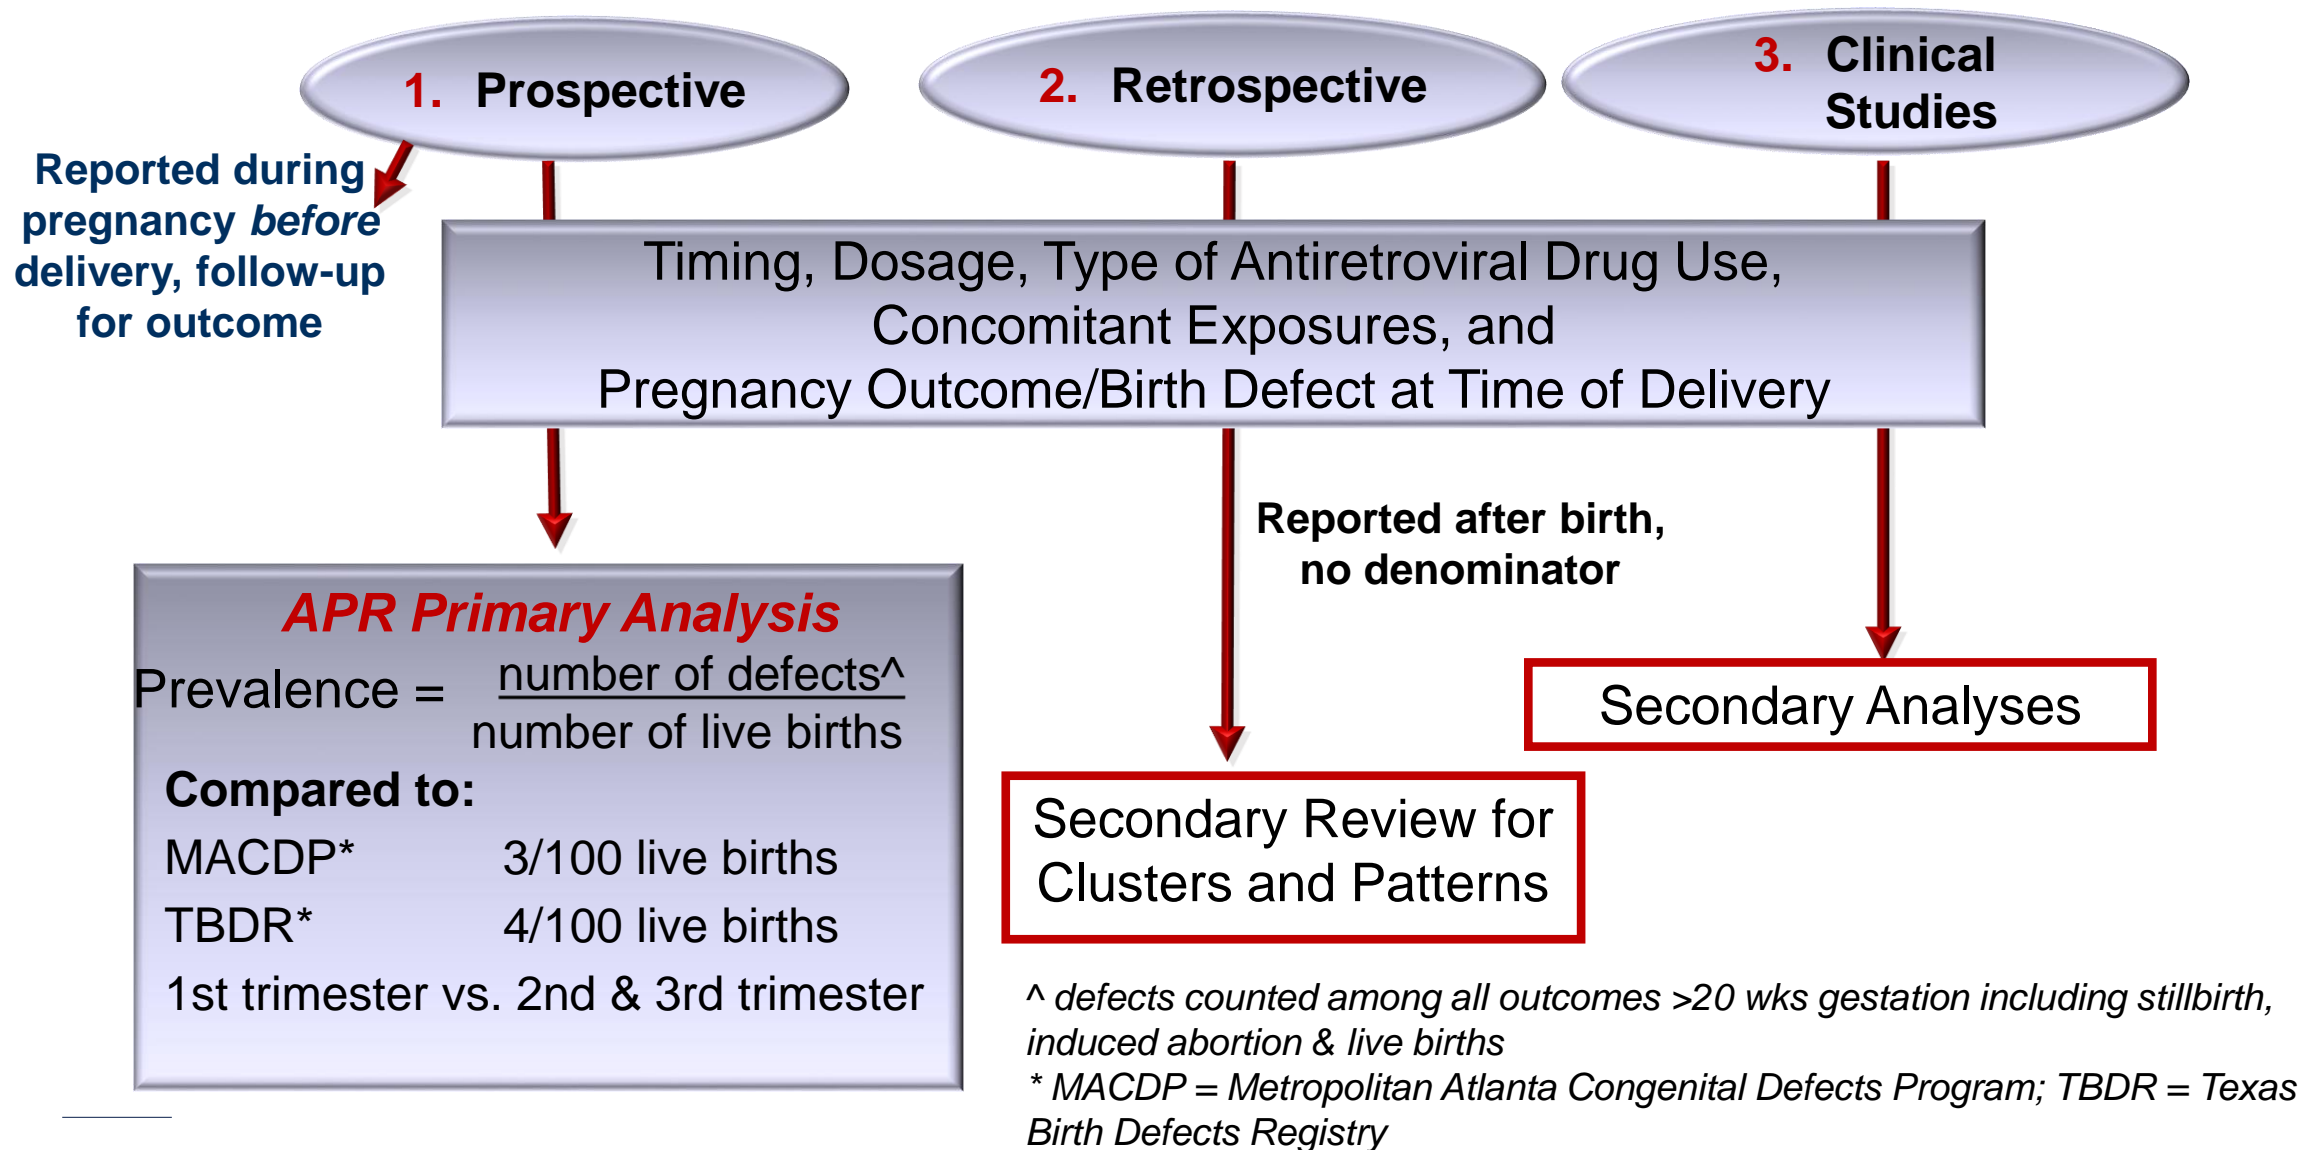 1. Prospective
2. Retrospective
3. Clinical
Studies
Reported during
pregnancy before
delivery, follow-up
for outcome
Timing, Dosage, Type of Antiretroviral Drug Use,
Concomitant Exposures, and
Pregnancy Outcome/Birth Defect at Time of Delivery
Reported after birth,
no denominator
APR Primary Analysis
Prevalence = number of defects^
number of live births
Compared to:
MACDP* 3/100 live births
TBDR* 4/100 live births
1st trimester vs. 2nd & 3rd trimester
Secondary Review for
Clusters and Patterns
Secondary Analyses
^ defects counted among all outcomes >20 wks gestation including stillbirth,
induced abortion & live births
* MACDP = Metropolitan Atlanta Congenital Defects Program; TBDR = Texas
Birth Defects Registry